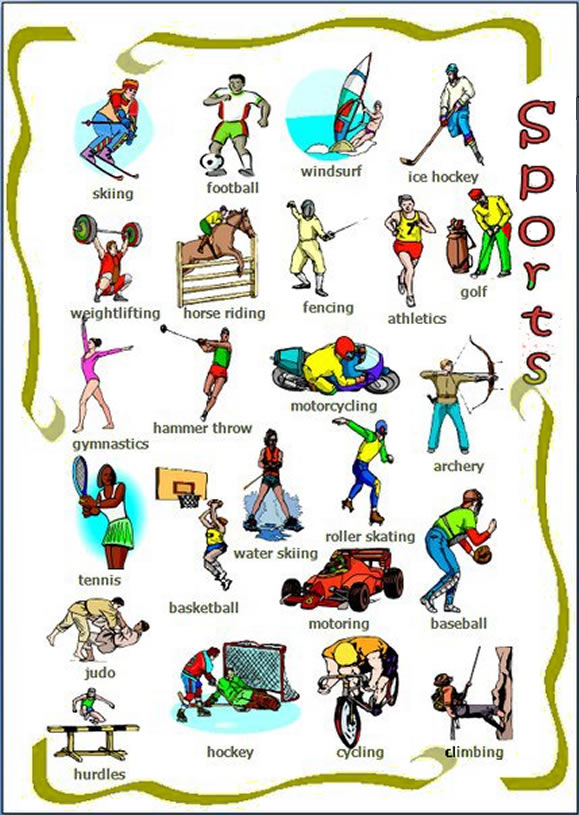 Sports
skiing
football
windsurf
ice hockey
weightlifting
horse riding
fencing
athletics
golf
gymnastics
hammer throw
motorcycling
archery
tennis
basketball
water skiing
roller skating
motoring
baseball
judo
hurdles
hockey
cycling
climbing
7